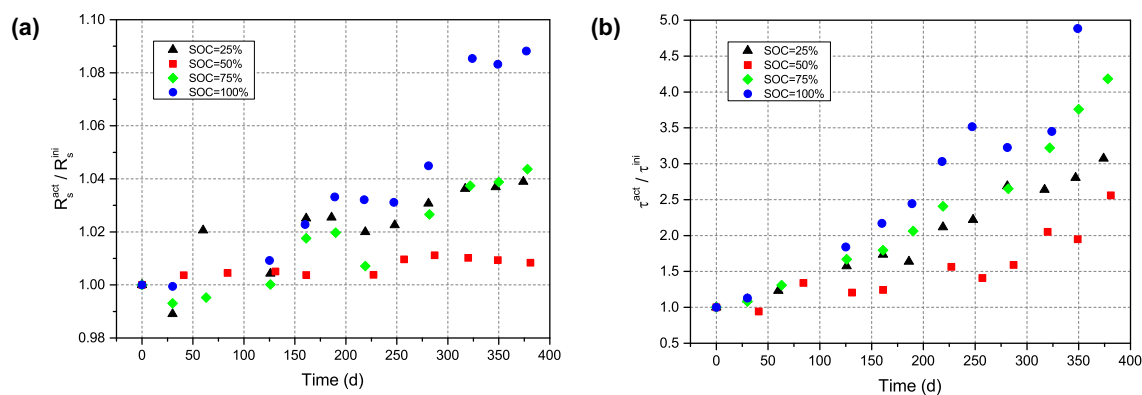 (a)
1.10
1.08
1.06
1.04
1.02
1.00
0.98
R_s^act / R_s^ini
SOC=25%
SOC=50%
SOC=75%
SOC=100%
0 50 100 150 200 250 300 350 400
Time (d)
(b)
5.0
4.5
4.0
3.5
3.0
2.5
2.0
1.5
1.0
0.5
τ^act / τ^ini
SOC=25%
SOC=50%
SOC=75%
SOC=100%
0 50 100 150 200 250 300 350 400
Time (d)